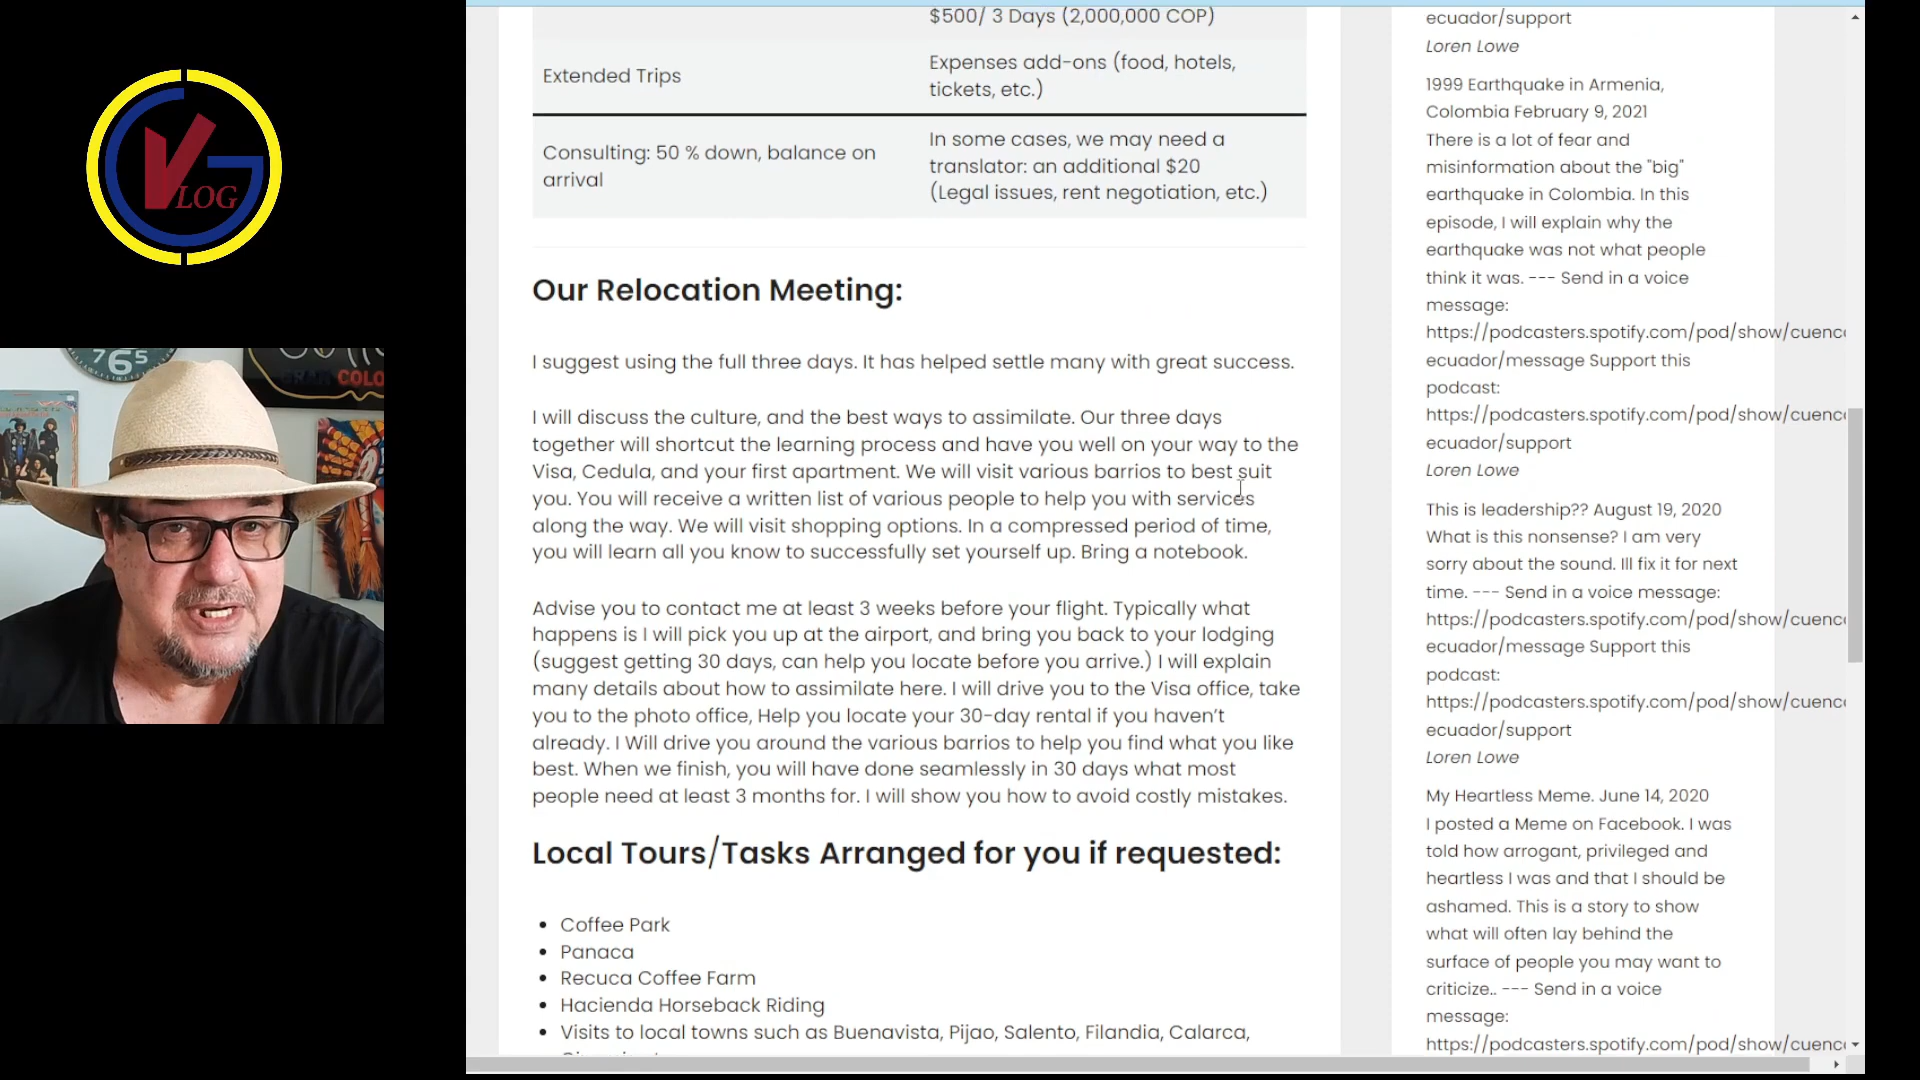 LOG
765
COLO
$500/ 3 Days (2,000,000 COP)
Extended Trips
Expenses add-ons (food, hotels,
tickets, etc.)
Consulting: 50 % down, balance on
arrival
In some cases, we may need a
translator: an additional $20
(Legal issues, rent negotiation, etc.)
Our Relocation Meeting:
I suggest using the full three days. It has helped settle many with great success.
I will discuss the culture, and the best ways to assimilate. Our three days
together will shortcut the learning process and have you well on your way to the
Visa, Cedula, and your first apartment. We will visit various barrios to best suit
you. You will receive a written list of various people to help you with services
along the way. We will visit shopping options. In a compressed period of time,
you will learn all you know to successfully set yourself up. Bring a notebook.
Advise you to contact me at least 3 weeks before your flight. Typically what
happens is I will pick you up at the airport, and bring you back to your lodging
(suggest getting 30 days, can help you locate before you arrive.) I will explain
many details about how to assimilate here. I will drive you to the Visa office, take
you to the photo office, Help you locate your 30-day rental if you haven't
already. I Will drive you around the various barrios to help you find what you like
best. When we finish, you will have done seamlessly in 30 days what most
people need at least 3 months for. I will show you how to avoid costly mistakes.
Local Tours/Tasks Arranged for you if requested:
• Coffee Park
• Panaca
• Recuca Coffee Farm
• Hacienda Horseback Riding
• Visits to local towns such as Buenavista, Pijao, Salento, Filandia, Calarca,
ecuador/support
Loren Lowe
1999 Earthquake in Armenia,
Colombia February 9, 2021
There is a lot of fear and
misinformation about the "big"
earthquake in Colombia. In this
episode, I will explain why the
earthquake was not what people
think it was. --- Send in a voice
message:
https://podcasters.spotify.com/pod/show/cuenc
ecuador/message Support this
podcast:
https://podcasters.spotify.com/pod/show/cuenc
ecuador/support
Loren Lowe
This is leadership?? August 19, 2020
What is this nonsense? I am very
sorry about the sound. Ill fix it for next
time. --- Send in a voice message:
https://podcasters.spotify.com/pod/show/cuenc
ecuador/message Support this
podcast:
https://podcasters.spotify.com/pod/show/cuenc
ecuador/support
Loren Lowe
My Heartless Meme. June 14, 2020
I posted a Meme on Facebook. I was
told how arrogant, privileged and
heartless I was and that I should be
ashamed. This is a story to show
what will often lay behind the
surface of people you may want to
criticize.. --- Send in a voice
message:
https://podcasters.spotify.com/pod/show/cuenc